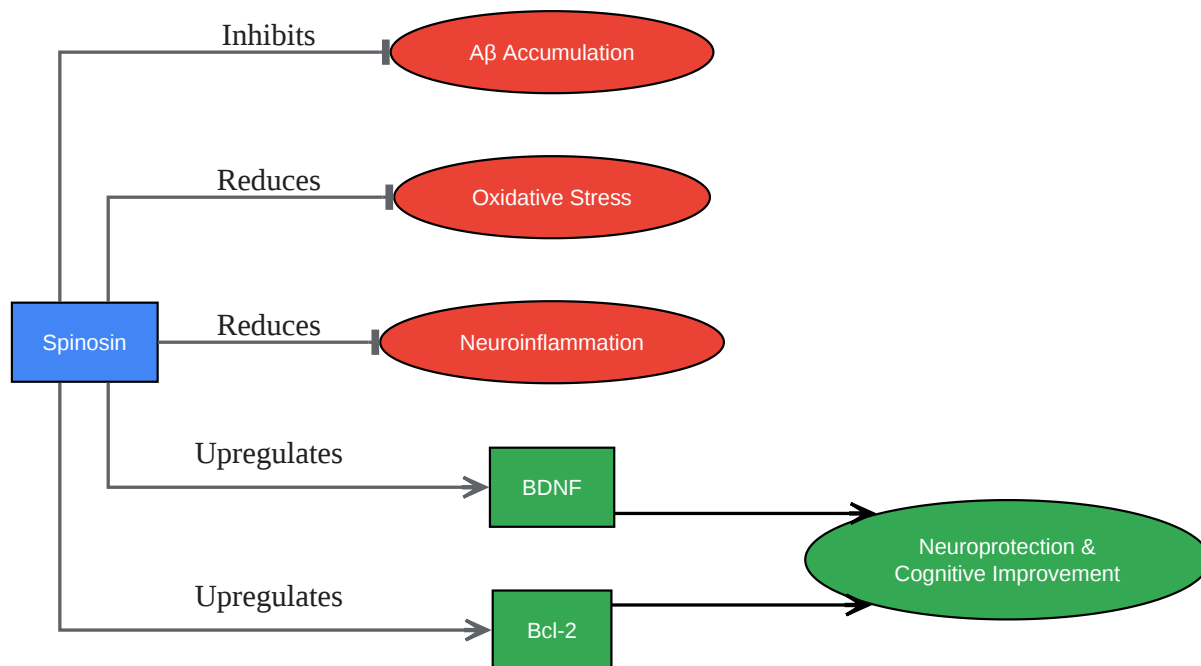 Inhibits
Aβ Accumulation
Reduces
Oxidative Stress
Spinosin
Reduces
Neuroinflammation
Upregulates
BDNF
Neuroprotection &
Cognitive Improvement
Upregulates
Bcl-2